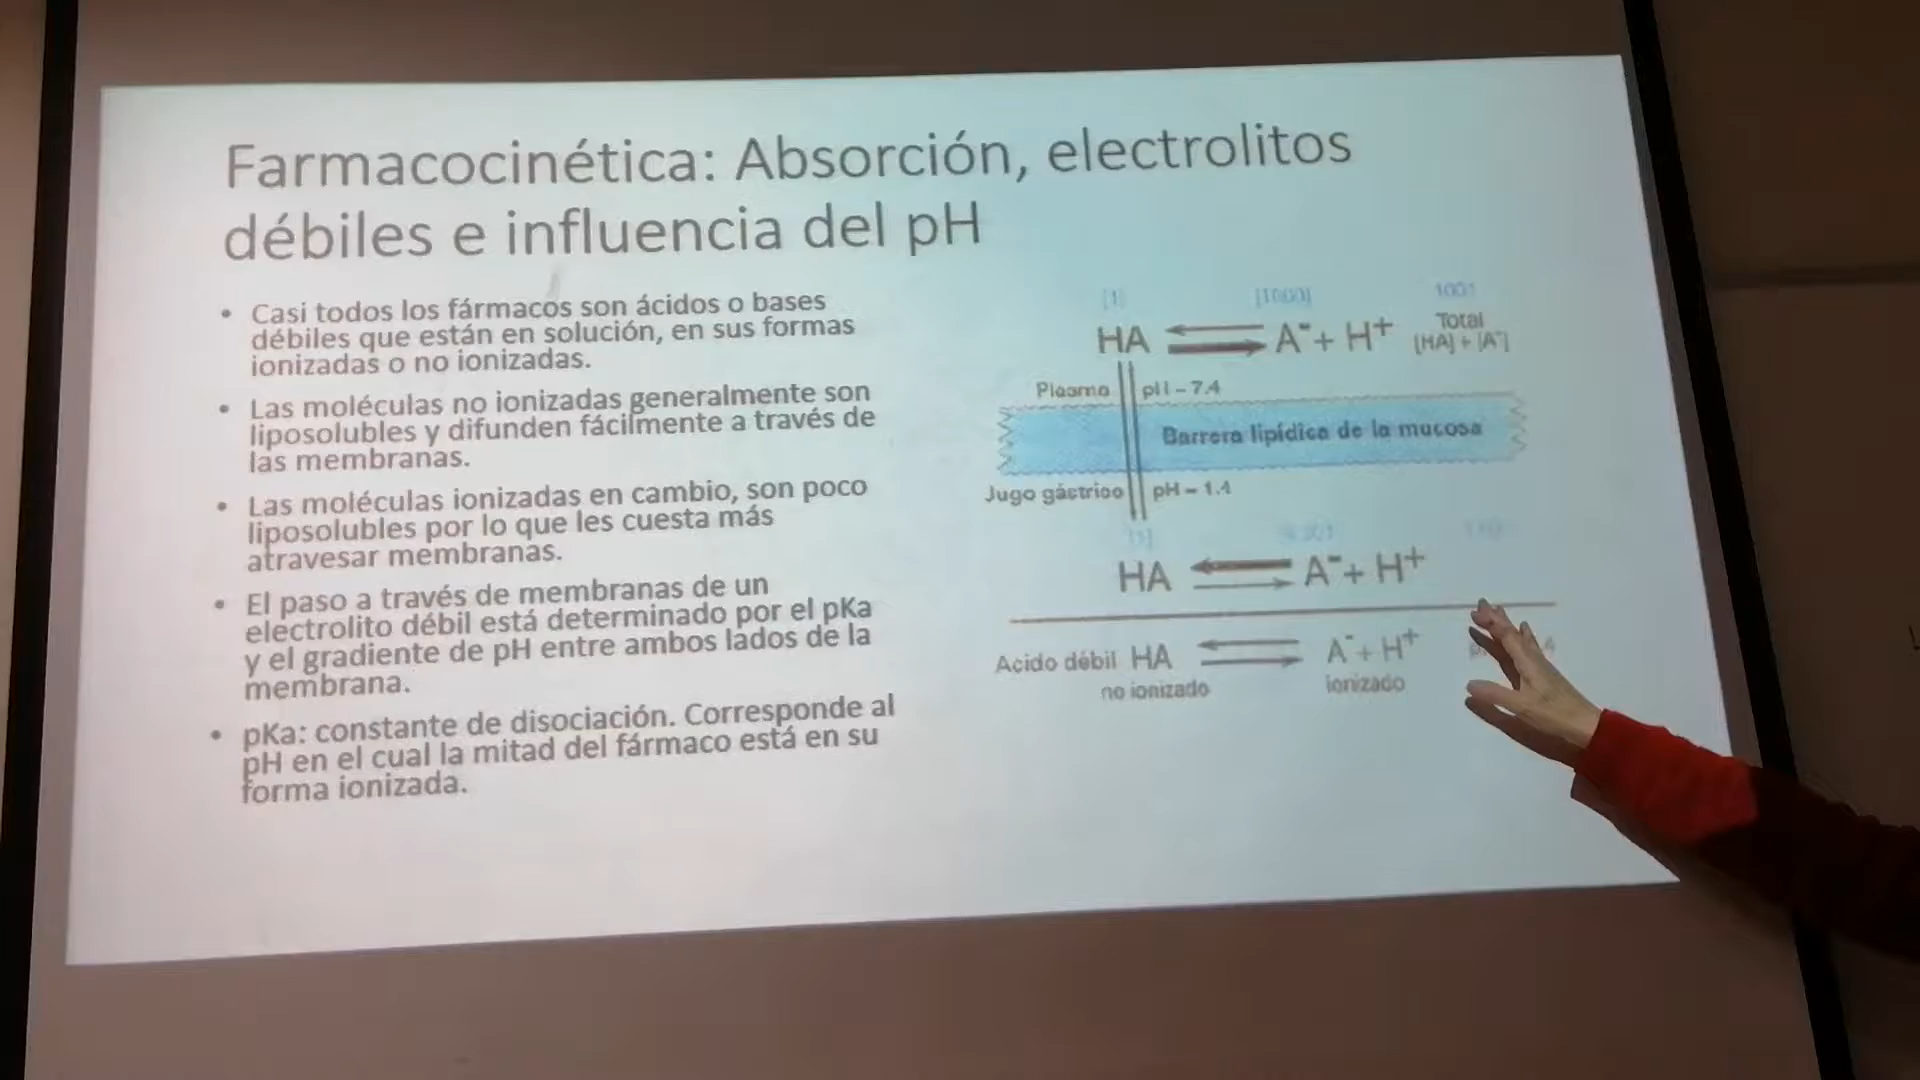 Farmacocinética: Absorción, electrolitos
débiles e influencia del pH
• Casi todos los fármacos son ácidos o bases
débiles que están en solución, en sus formas
ionizadas o no ionizadas.
• Las moléculas no ionizadas generalmente son
liposolubles y difunden fácilmente a través de
las membranas.
• Las moléculas ionizadas en cambio, son poco
liposolubles por lo que les cuesta más
atravesar membranas.
• El paso a través de membranas de un
electrolito débil está determinado por el pKa
y el gradiente de pH entre ambos lados de la
membrana.
• pKa: constante de disociación. Corresponde al
pH en el cual la mitad del fármaco está en su
forma ionizada.
[1] [1000] 1001
HA ⇌ A⁻ + H⁺ Total
[HA] + [A⁻]
Plasma pH – 7.4
Barrera lipídica de la mucosa
Jugo gástrico pH – 1.4
[1]
HA ⇌ A⁻ + H⁺
Acido débil HA ⇌ A⁻ + H⁺
no ionizado ionizado